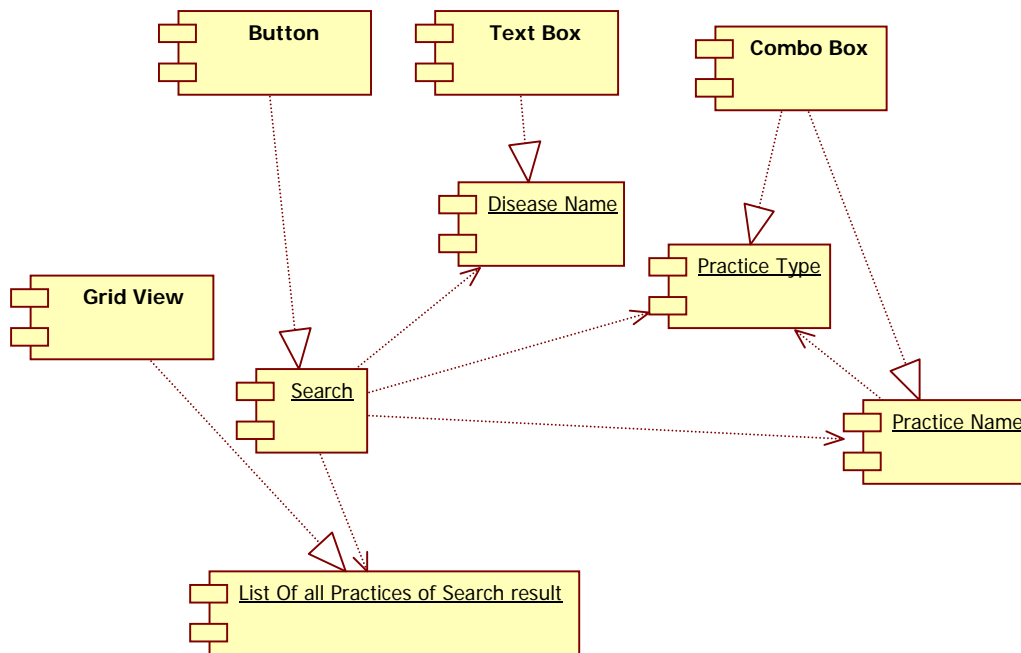 Button
Text Box
Combo Box
Disease Name
Practice Type
Grid View
Search
Practice Name
List Of all Practices of Search result